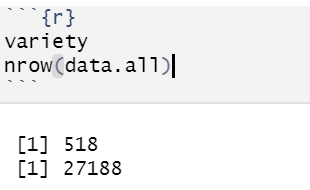 ```{r}
variety
nrow(data.all)
```
[1] 518
[1] 27188